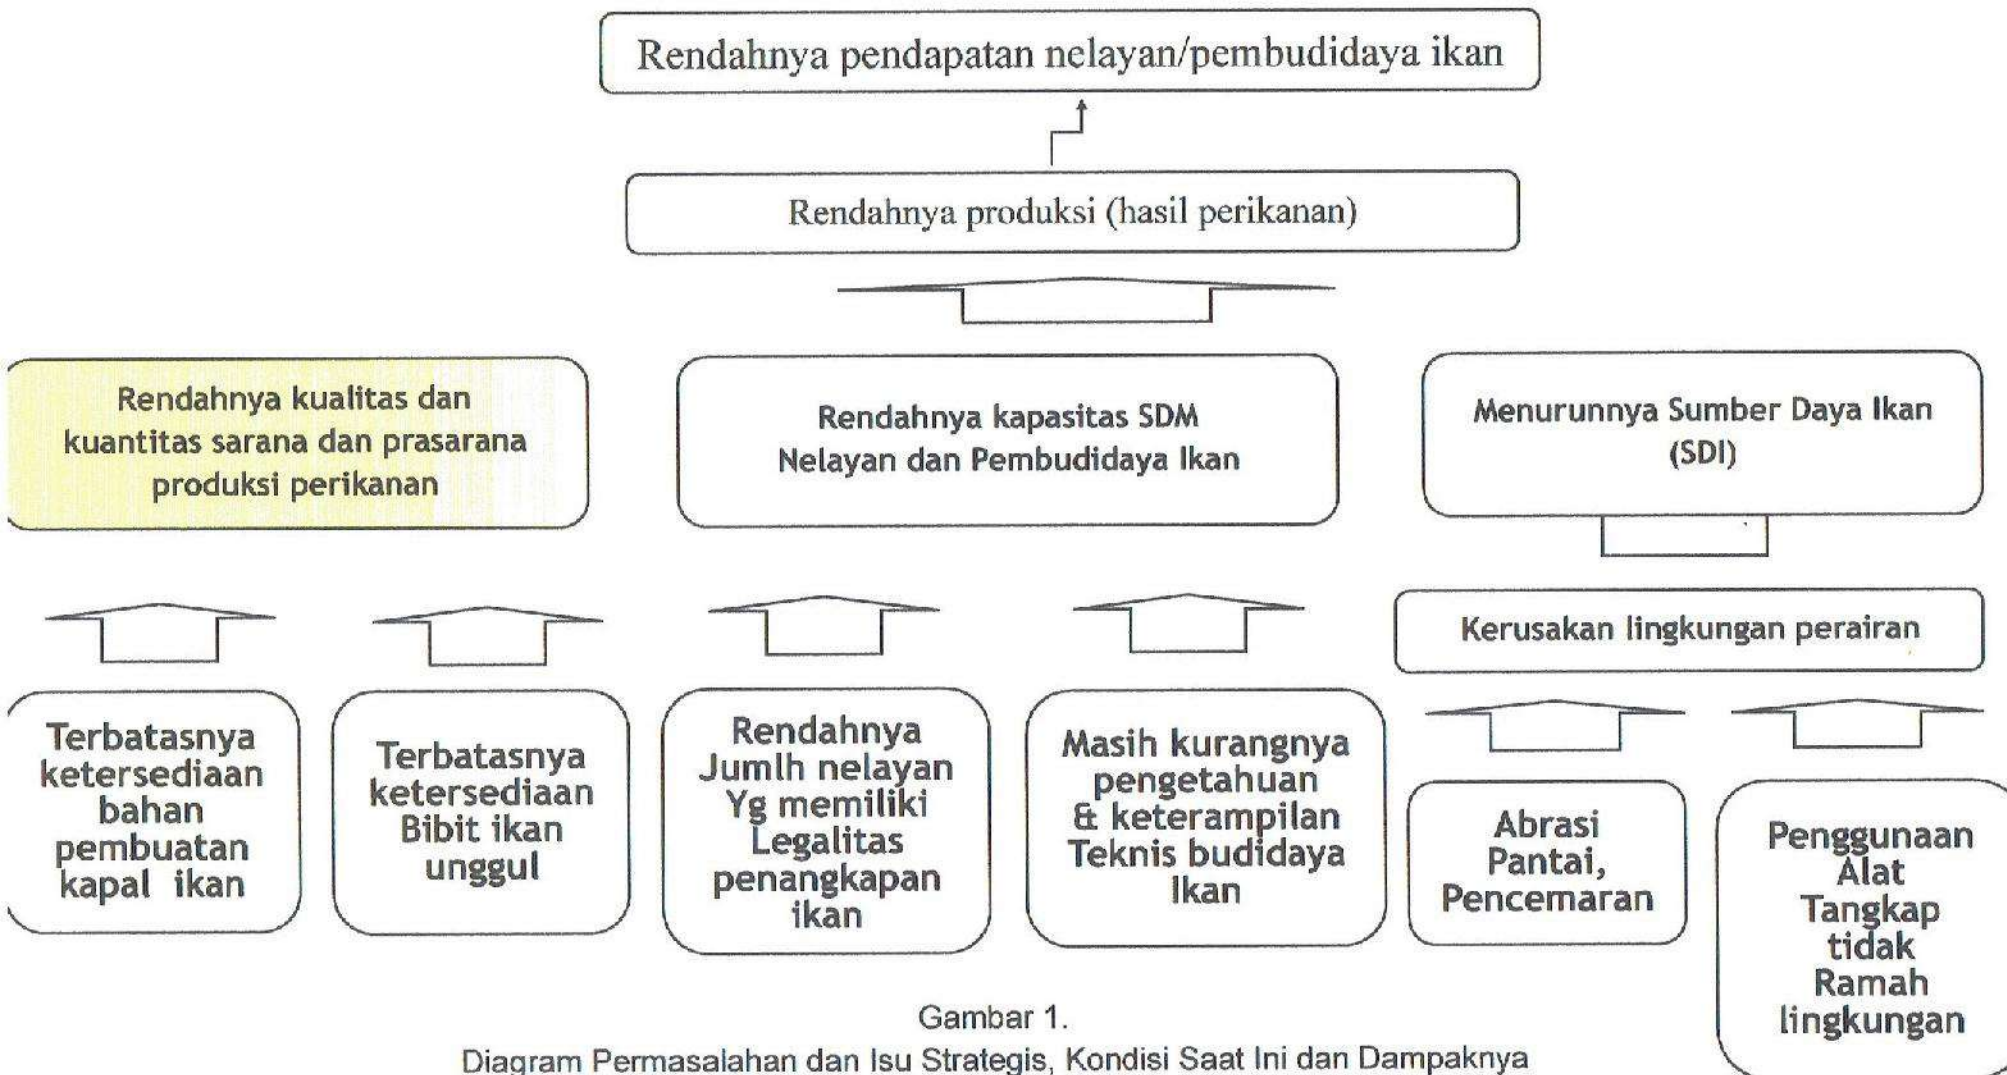 Rendahnya pendapatan nelayan/pembudidaya ikan
Rendahnya produksi (hasil perikanan)
Rendahnya kualitas dan
kuantitas sarana dan prasarana
produksi perikanan
Rendahnya kapasitas SDM
Nelayan dan Pembudidaya Ikan
Menurunnya Sumber Daya Ikan
(SDI)
Kerusakan lingkungan perairan
Terbatasnya
ketersediaan
bahan
pembuatan
kapal ikan
Terbatasnya
ketersediaan
Bibit ikan
unggul
Rendahnya
Jumlh nelayan
Yg memiliki
Legalitas
penangkapan
ikan
Masih kurangnya
pengetahuan
& keterampilan
Teknis budidaya
Ikan
Abrasi
Pantai,
Pencemaran
Penggunaan
Alat
Tangkap
tidak
Ramah
lingkungan
Gambar 1.
Diagram Permasalahan dan Isu Strategis, Kondisi Saat Ini dan Dampaknya